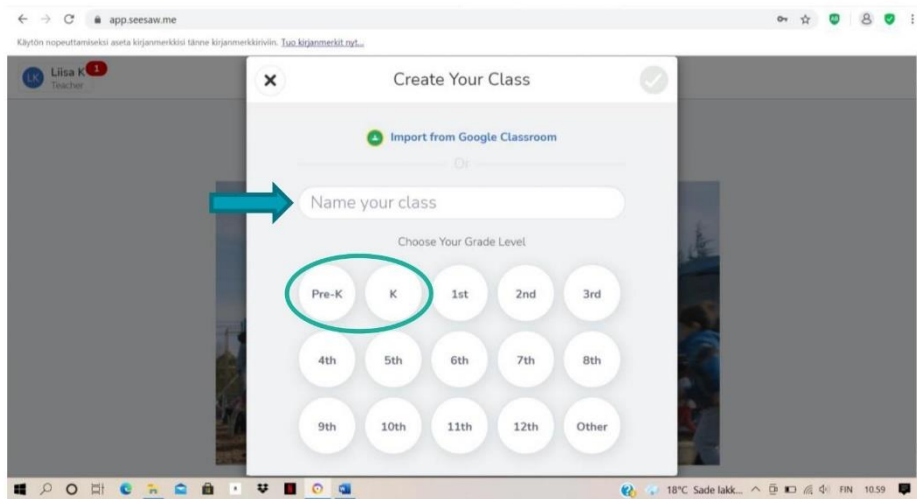 app.seesaw.me
Käytön nopeuttamiseksi aseta kirjanmerkkisi tänne kirjanmerkkiriviin. Tuo kirjanmerkit nyt...
LK Liisa K 1
Teacher
Create Your Class
Import from Google Classroom
Or
Name your class
Choose Your Grade Level
Pre-K K 1st 2nd 3rd
4th 5th 6th 7th 8th
9th 10th 11th 12th Other
18°C Sade lakk... FIN 10.59